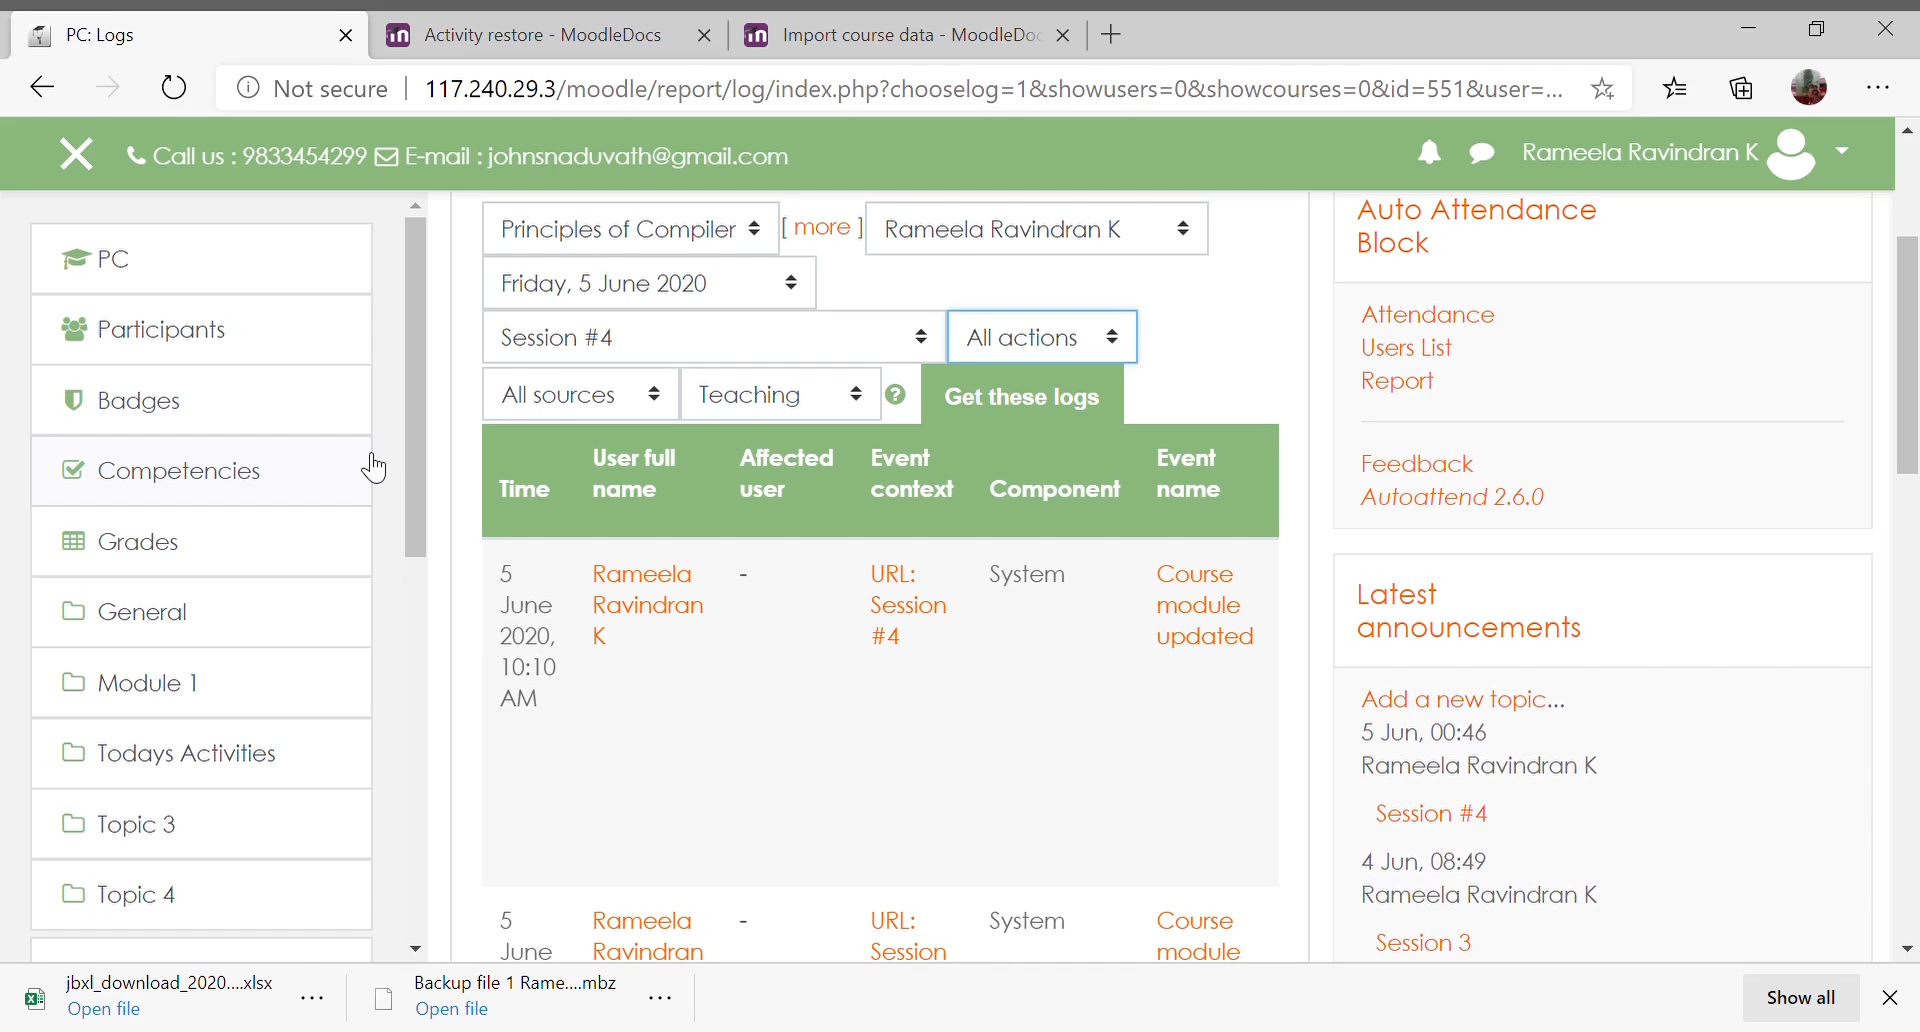 PC: Logs
Activity restore - MoodleDocs
Import course data - MoodleDoc
Not secure
117.240.29.3/moodle/report/log/index.php?chooselog=1&showusers=0&showcourses=0&id=551&user=...
Call us : 9833454299 E-mail : johnsnaduvath@gmail.com
Rameela Ravindran K
PC
Participants
Badges
Competencies
Grades
General
Module 1
Todays Activities
Topic 3
Topic 4
Principles of Compiler
[ more ]
Rameela Ravindran K
Friday, 5 June 2020
Session #4
All actions
All sources
Teaching
?
Get these logs
Time
User full
name
Affected
user
Event
context
Component
Event
name
5
June
2020,
10:10
AM
Rameela
Ravindran
K
-
URL:
Session
#4
System
Course
module
updated
5
June
Rameela
Ravindran
-
URL:
Session
System
Course
module
Auto Attendance
Block
Attendance
Users List
Report
Feedback
Autoattend 2.6.0
Latest
announcements
Add a new topic...
5 Jun, 00:46
Rameela Ravindran K
Session #4
4 Jun, 08:49
Rameela Ravindran K
Session 3
jbxl_download_2020....xlsx
Open file
Backup file 1 Rame....mbz
Open file
Show all